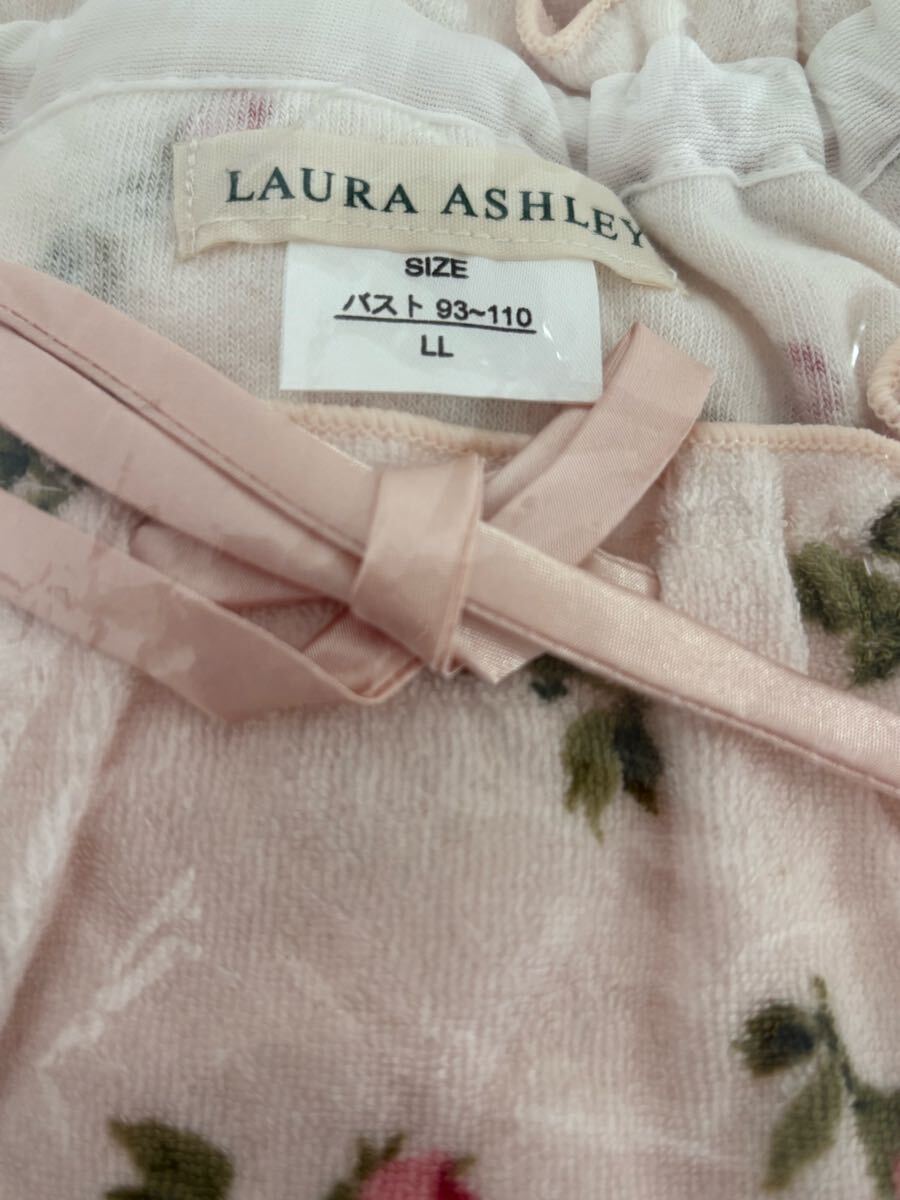 LAURA ASHLEY
SIZE
バスト 93~110
LL